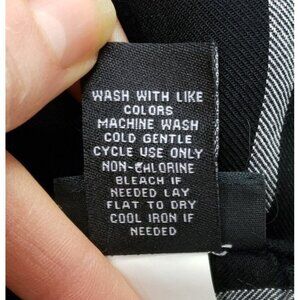 WASH WITH LIKE
COLORS
MACHINE WASH
COLD GENTLE
CYCLE USE ONLY
NON-CHLORINE
BLEACH IF
NEEDED LAY
FLAT TO DRY
COOL IRON IF
NEEDED